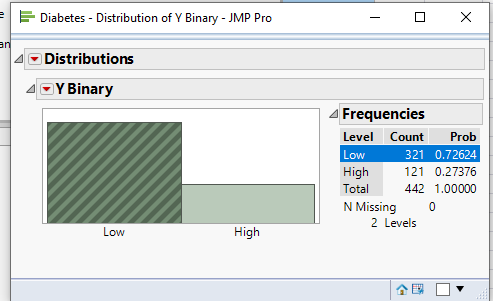 Diabetes - Distribution of Y Binary - JMP Pro
Distributions
Y Binary
Low High
Frequencies
Level Count Prob
Low 321 0.72624
High 121 0.27376
Total 442 1.00000
N Missing 0
2 Levels